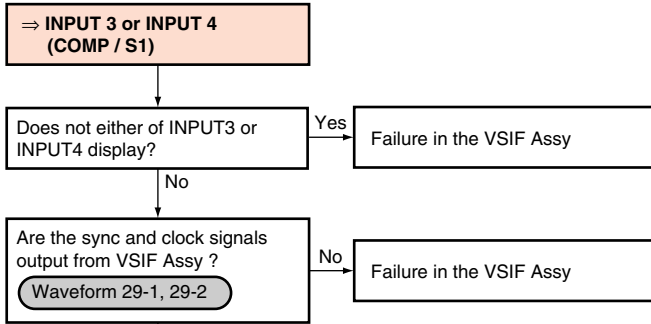 ⇒ INPUT 3 or INPUT 4
(COMP / S1)
Does not either of INPUT3 or
INPUT4 display?
Yes
Failure in the VSIF Assy
No
Are the sync and clock signals
output from VSIF Assy ?
Waveform 29-1, 29-2
No
Failure in the VSIF Assy